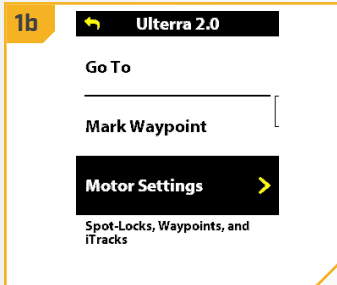 1b
Ulterra 2.0
Go To
Mark Waypoint
Motor Settings
Spot-Locks, Waypoints, and
iTracks